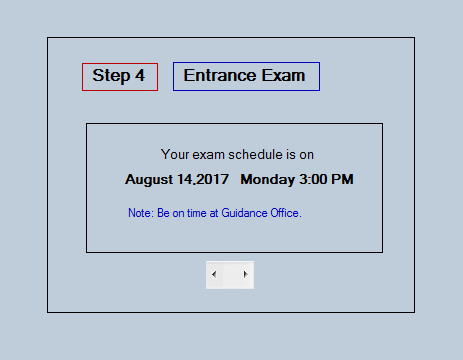 Step 4 Entrance Exam
Your exam schedule is on
August 14,2017 Monday 3:00 PM
Note: Be on time at Guidance Office.